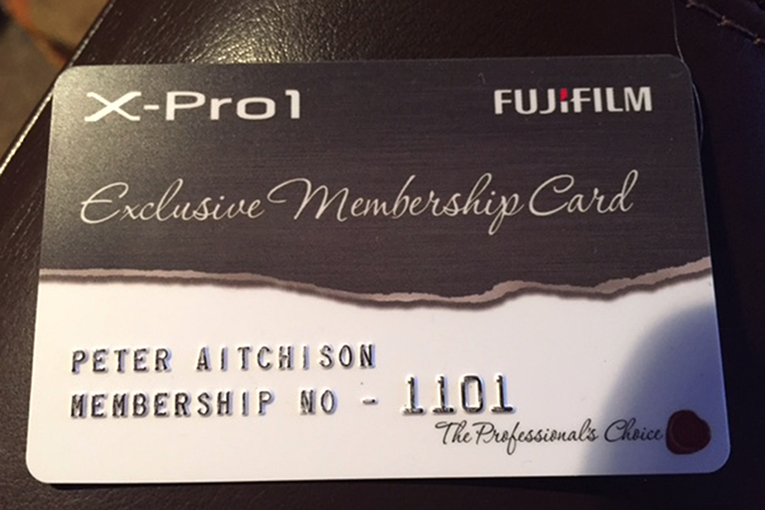 X-Pro1 FUJIFILM
Exclusive Membership Card
PETER AITCHISON
MEMBERSHIP NO - 1101
The Professional's Choice